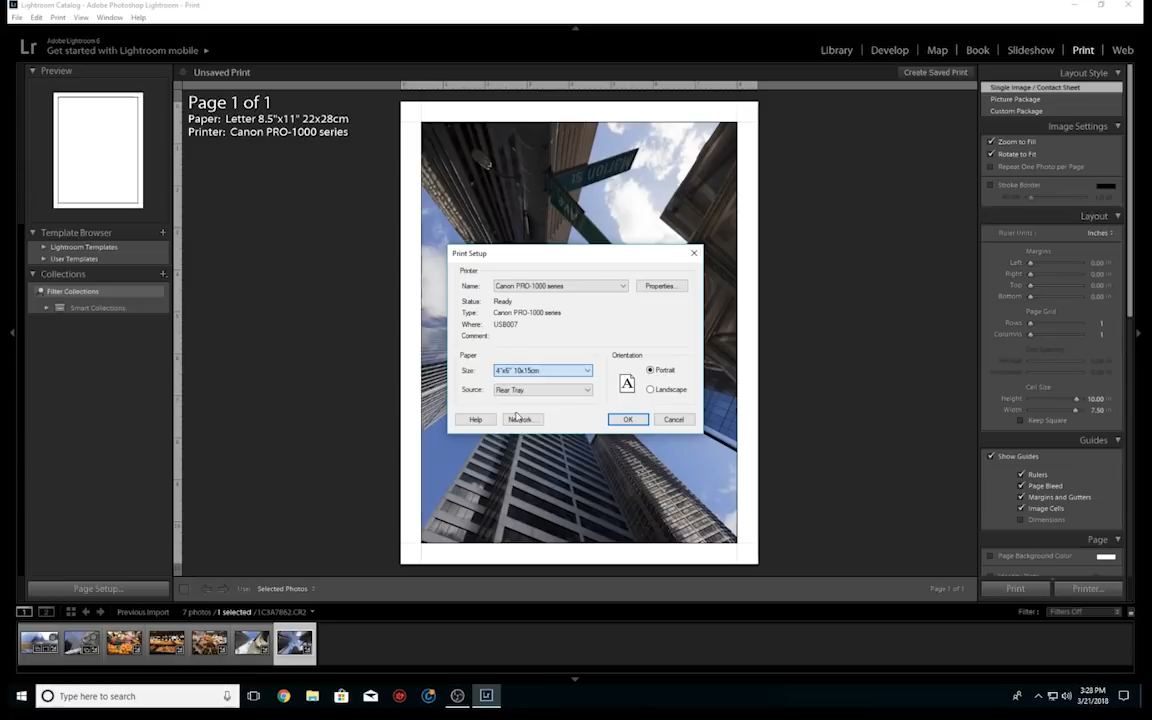 Lightroom Catalog - Adobe Photoshop Lightroom - Print
File Edit Print View Window Help
Lr
Adobe Lightroom 6
Get started with Lightroom mobile
Library | Develop | Map | Book | Slideshow | Print | Web
Preview
Unsaved Print
Create Saved Print
Page 1 of 1
Paper: Letter 8.5"x11" 22x28cm
Printer: Canon PRO-1000 series
Template Browser
Lightroom Templates
User Templates
Collections
Filter Collections
Smart Collections
Page Setup...
Marion St
Ave
Print Setup
Printer
Name: Canon PRO-1000 series Properties...
Status: Ready
Type: Canon PRO-1000 series
Where: USB007
Comment:
Paper
Size: 4"x6" 10x15cm
Source: Rear Tray
Orientation
A
Portrait
Landscape
Help OK Cancel
Layout Style
Single Image / Contact Sheet
Picture Package
Custom Package
Image Settings
Zoom to Fill
Rotate to Fit
Repeat One Photo per Page
Stroke Border
Layout
Ruler Units: Inches
Margins
Left 0.00 in
Right 0.00 in
Top 0.00 in
Bottom 0.00 in
Page Grid
Rows 1
Columns 1
Cell Size
Height 10.00 in
Width 7.50 in
Keep Square
Guides
Show Guides
Rulers
Page Bleed
Margins and Gutters
Image Cells
Dimensions
Page
Page Background Color
Use: Selected Photos
Page 1 of 1
Print Printer...
1 2 Previous Import 7 photos / 1 selected / 1C3A7862.CR2
Filter: Filters Off
Type here to search
Lr
3:28 PM
3/21/2018